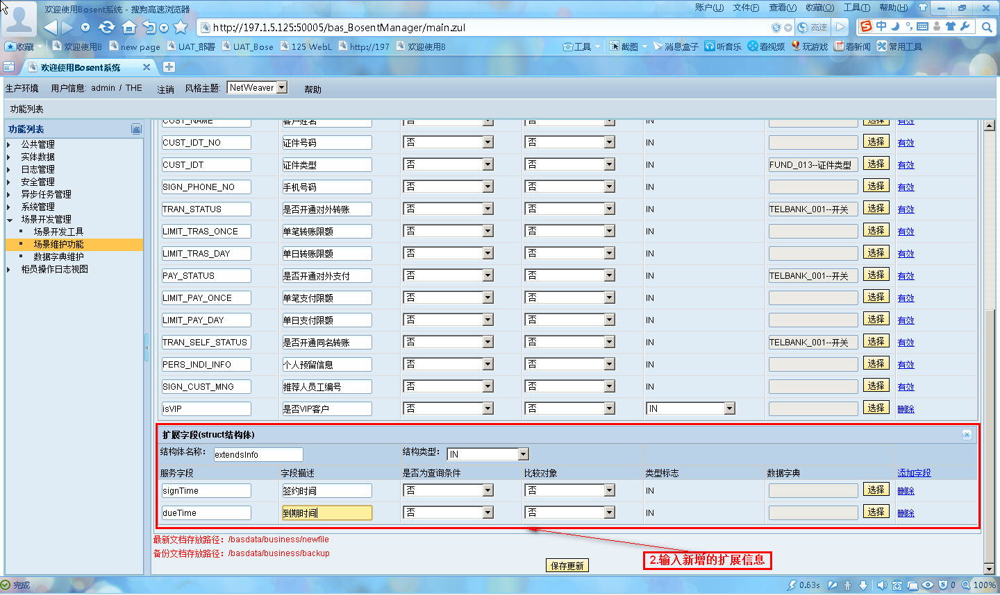 欢迎使用Bosent系统 - 搜狗高速浏览器
账户(U) 文件(F) 查看(V) 收藏(O) 工具(T) 帮助(H)
http://197.1.5.125:50005/bas_BosentManager/main.zul
高速
中
收藏 欢迎使用B new page UAT_部署 UAT_Bose 125 WebL http://197 欢迎使用B 工具 截图 消息盒子 听音乐 看视频 玩游戏 看新闻 常用工具
欢迎使用Bosent系统
生产环境 用户信息: admin / THE 注销 风格主题: NetWeaver 帮助
功能列表
功能列表
公共管理
实体数据
日志管理
安全管理
异步任务管理
系统管理
场景开发管理
场景开发工具
场景维护功能
数据字典维护
柜员操作日志视图
CUST_NAME 客户姓名 否 否 IN 选择 有效
CUST_IDT_NO 证件号码 否 否 IN 选择 有效
CUST_IDT 证件类型 否 否 IN FUND_013--证件类型 选择 有效
SIGN_PHONE_NO 手机号码 否 否 IN 选择 有效
TRAN_STATUS 是否开通对外转账 否 否 IN TELBANK_001--开关 选择 有效
LIMIT_TRAS_ONCE 单笔转账限额 否 否 IN 选择 有效
LIMIT_TRAS_DAY 单日转账限额 否 否 IN 选择 有效
PAY_STATUS 是否开通对外支付 否 否 IN TELBANK_001--开关 选择 有效
LIMIT_PAY_ONCE 单笔支付限额 否 否 IN 选择 有效
LIMIT_PAY_DAY 单日支付限额 否 否 IN 选择 有效
TRAN_SELF_STATUS 是否开通同名转账 否 否 IN TELBANK_001--开关 选择 有效
PERS_INDI_INFO 个人预留信息 否 否 IN 选择 有效
SIGN_CUST_MNG 推荐人员工编号 否 否 IN 选择 有效
isVIP 是否VIP客户 否 否 IN 选择 删除
扩展字段(struct结构体)
结构体名称: extendsInfo 结构类型: IN
服务字段 字段描述 是否为查询条件 比较对象 类型标志 数据字典 添加字段
signTime 签约时间 否 否 IN 选择 删除
dueTime 到期时间 否 否 IN 选择 删除
最新文档存放路径: /basdata/business/newfile
备份文档存放路径: /basdata/business/backup
保存更新
2.输入新增的扩展信息
完成 0.63s 0 100%